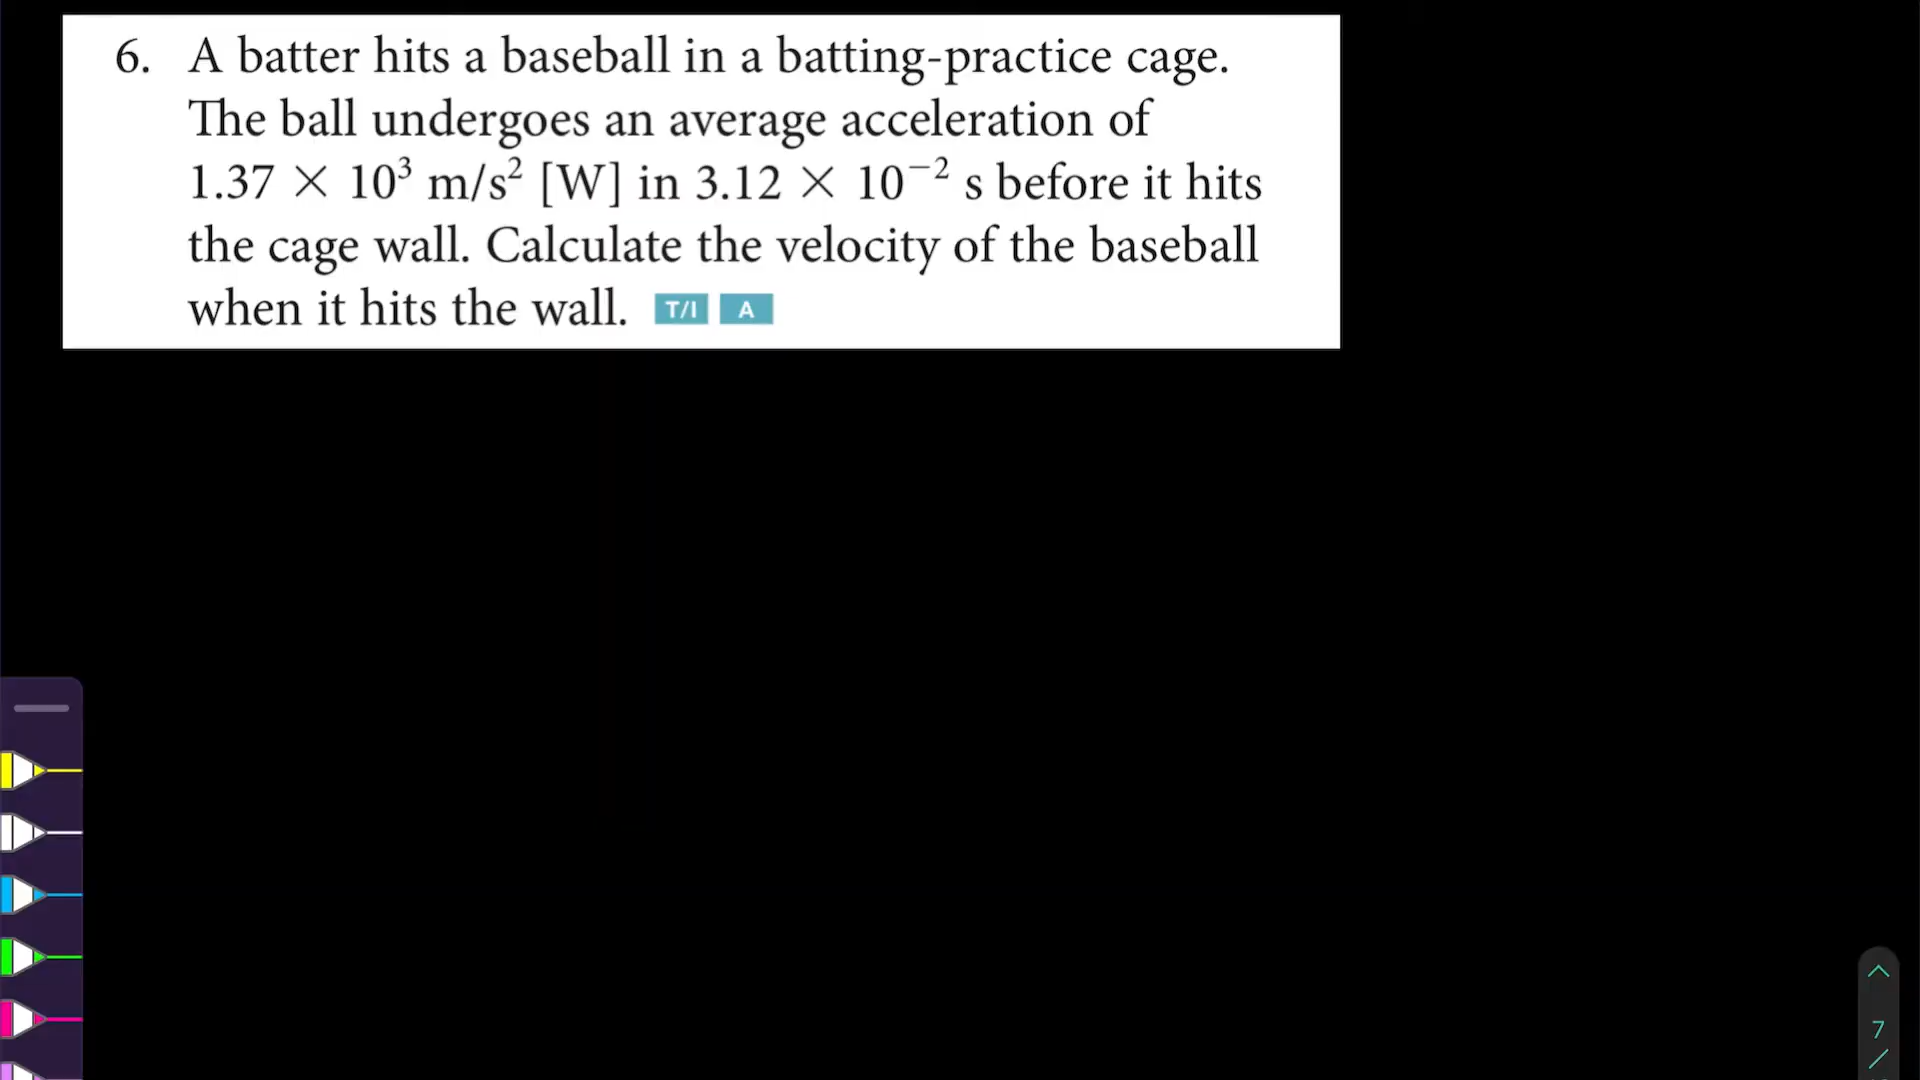 6. A batter hits a baseball in a batting-practice cage.
The ball undergoes an average acceleration of
1.37 × 10³ m/s² [W] in 3.12 × 10⁻² s before it hits
the cage wall. Calculate the velocity of the baseball
when it hits the wall. T/I A
7